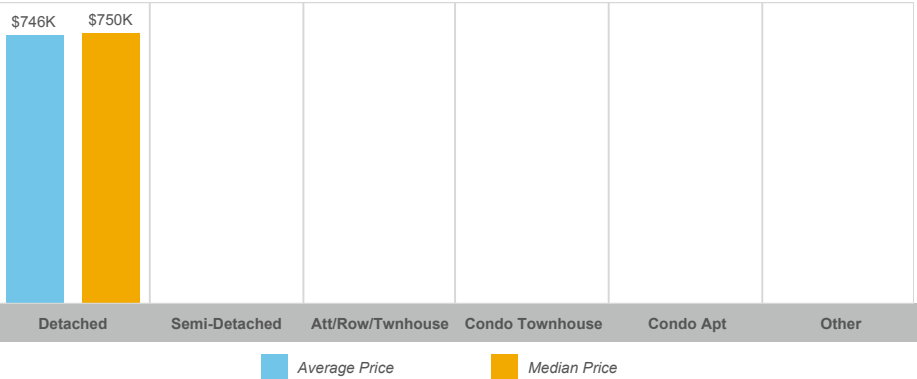 $746K
$750K
Detached
Semi-Detached
Att/Row/Twnhouse
Condo Townhouse
Condo Apt
Other
Average Price
Median Price